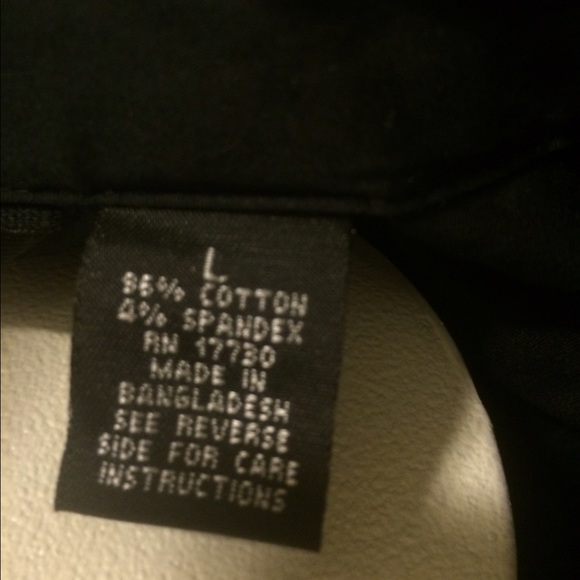 L
96% COTTON
4% SPANDEX
RN 17730
MADE IN
BANGLADESH
SEE REVERSE
SIDE FOR CARE
INSTRUCTIONS